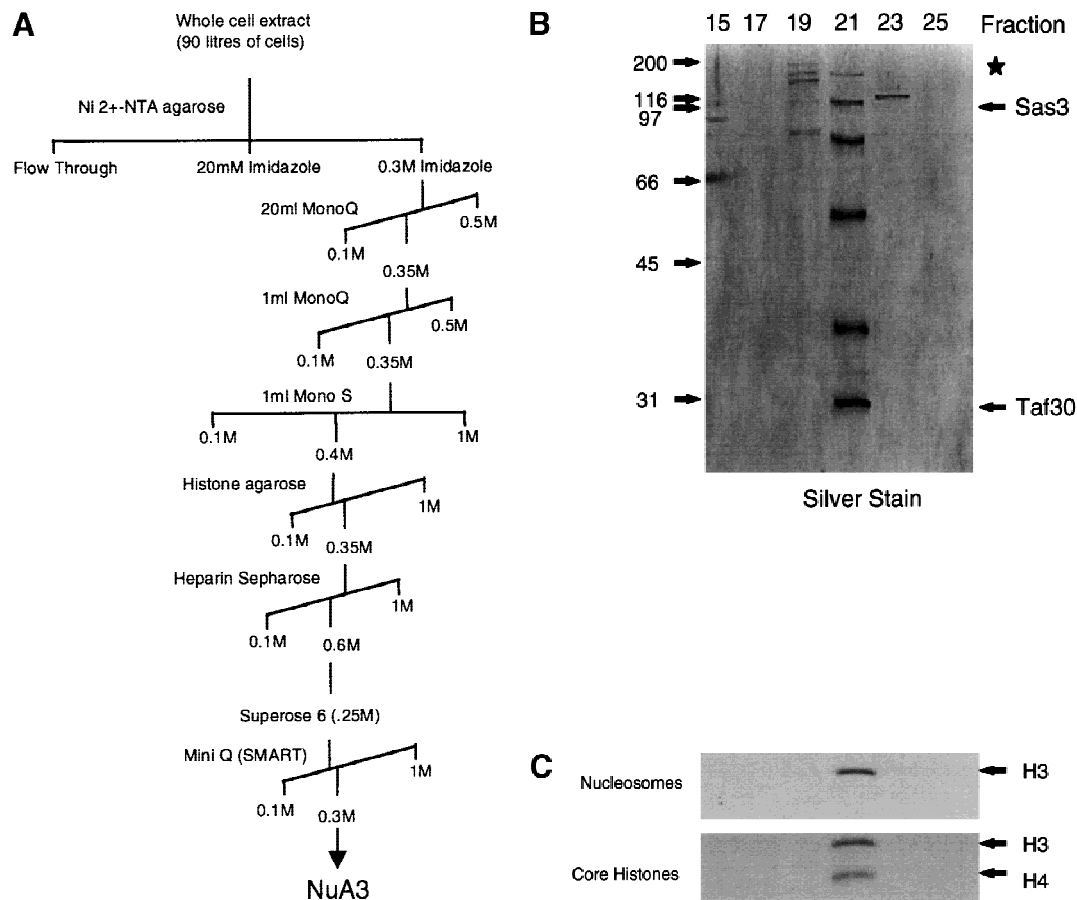 A
Whole cell extract
(90 litres of cells)
Ni 2+-NTA agarose
Flow Through
20mM Imidazole
0.3M Imidazole
20ml MonoQ
0.5M
0.1M
0.35M
1ml MonoQ
0.5M
0.1M
0.35M
1ml Mono S
0.1M
1M
0.4M
Histone agarose
1M
0.1M
0.35M
Heparin Sepharose
1M
0.1M
0.6M
Superose 6 (.25M)
Mini Q (SMART)
1M
0.1M
0.3M
NuA3
B
15 17 19 21 23 25 Fraction
200
116
97
66
45
31
Sas3
Taf30
Silver Stain
C
Nucleosomes
H3
Core Histones
H3
H4